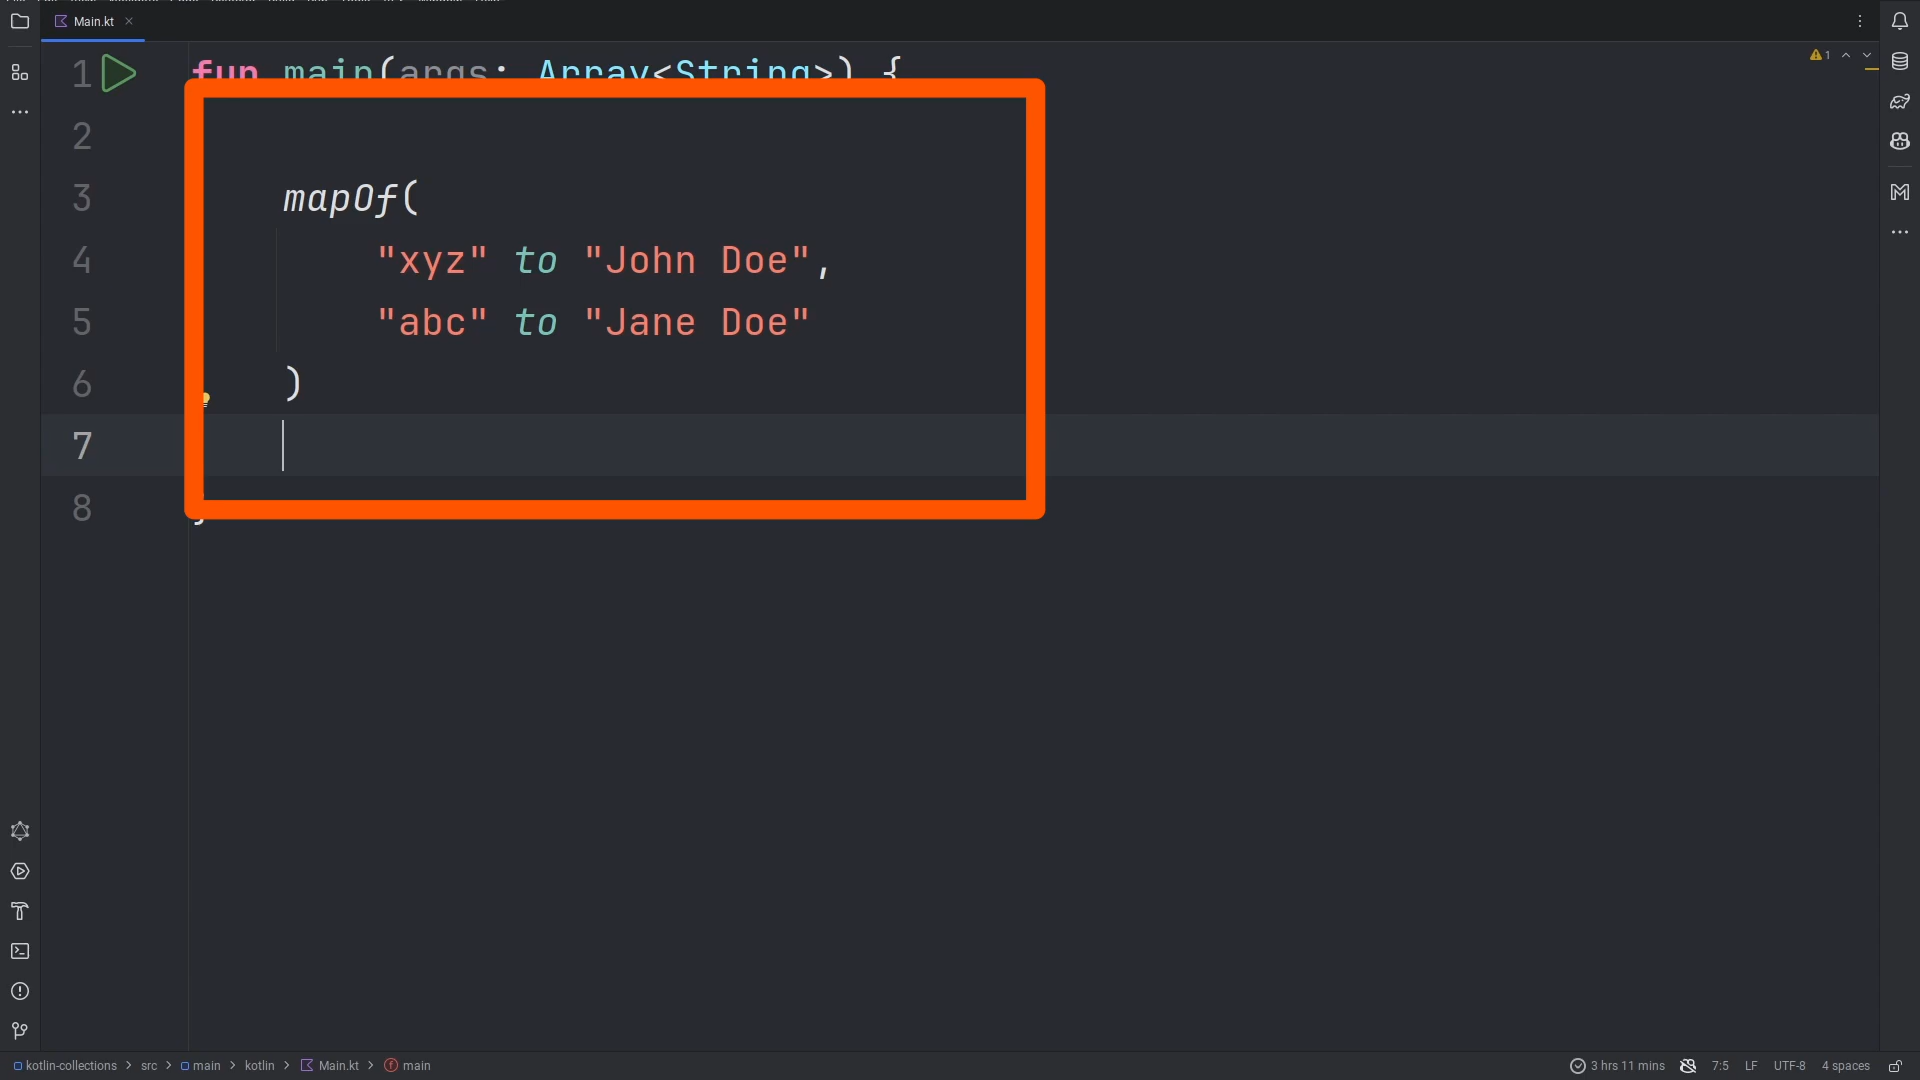 Main.kt
1 fun main(args: Array<String>) {
1
2
3 mapOf(
4 "xyz" to "John Doe",
5 "abc" to "Jane Doe"
6 )
7
8 }
kotlin-collections > src > main > kotlin > Main.kt > main
3 hrs 11 mins 7:5 LF UTF-8 4 spaces